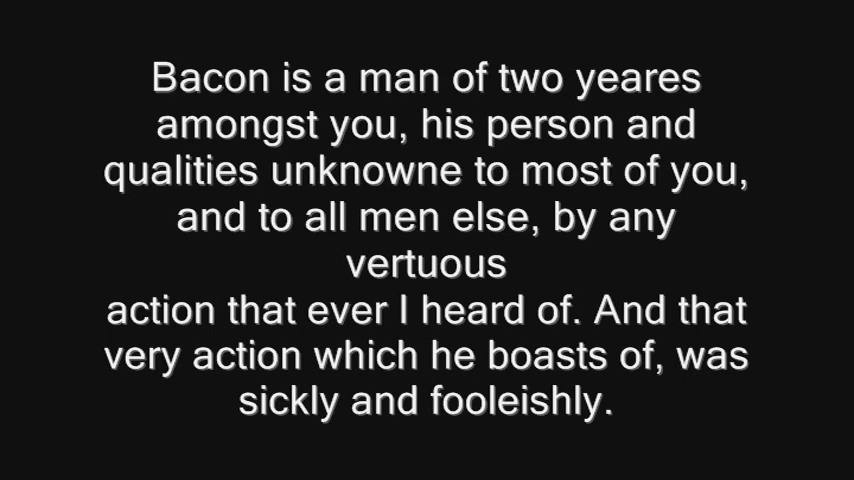 Bacon is a man of two yeares
amongst you, his person and
qualities unknowne to most of you,
and to all men else, by any
vertuous
action that ever I heard of. And that
very action which he boasts of, was
sickly and fooleishly.